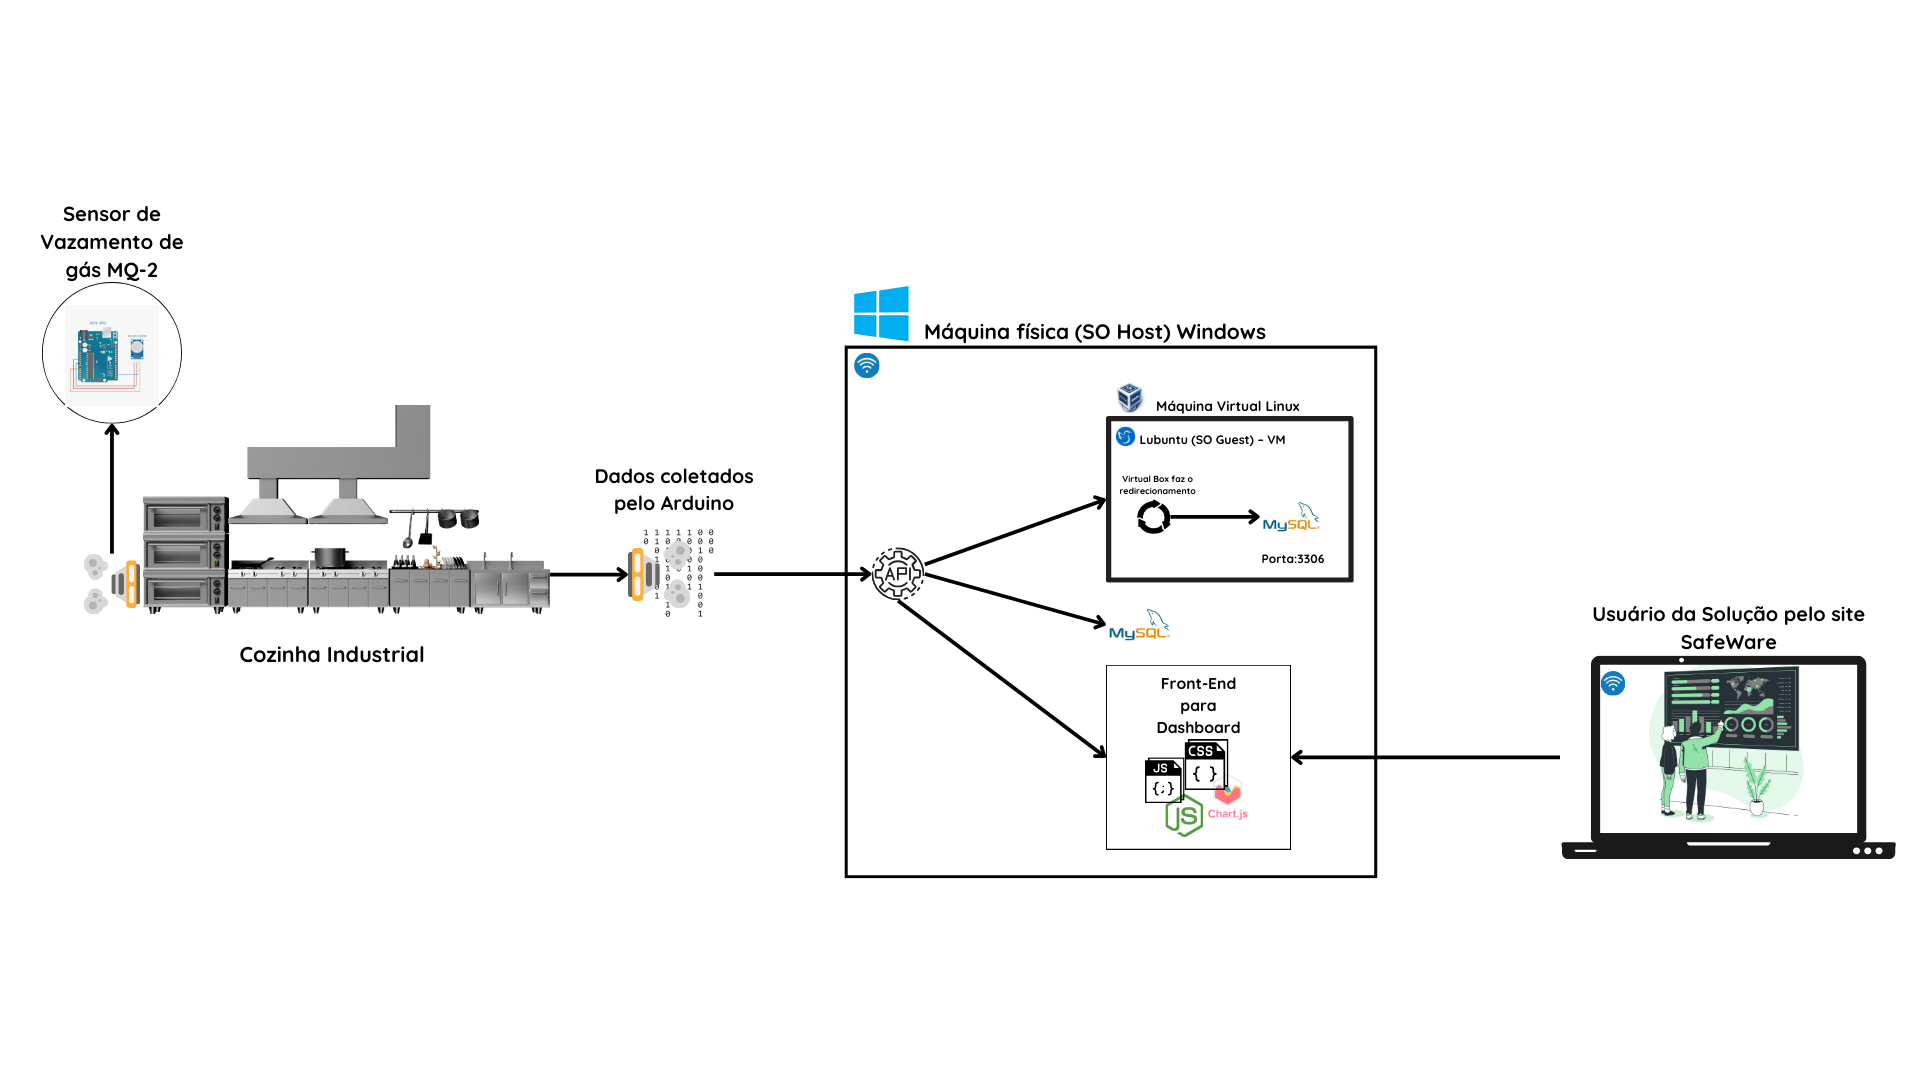 Sensor de
Vazamento de
gás MQ-2
Cozinha Industrial
Dados coletados
pelo Arduino
Máquina física (SO Host) Windows
API
Máquina Virtual Linux
Lubuntu (SO Guest) – VM
Virtual Box faz o
redirecionamento
MySQL
Porta:3306
MySQL
Front-End
para
Dashboard
CSS
{ }
JS
{;}
JS
Chart.js
Usuário da Solução pelo site
SafeWare